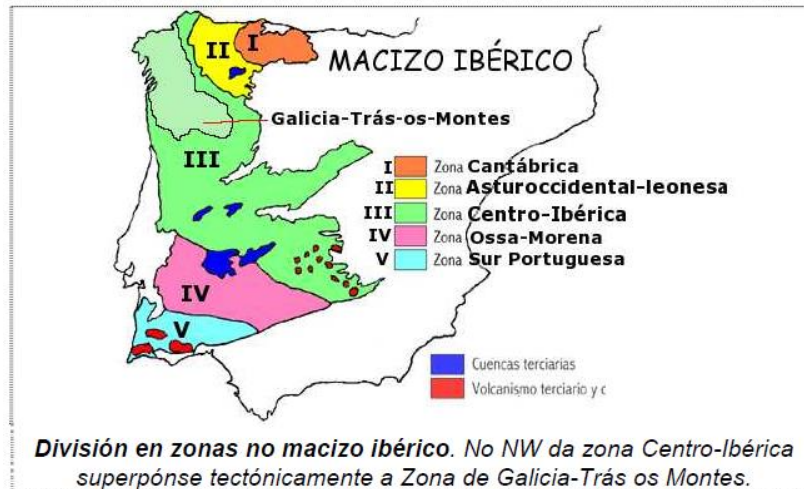 MACIZO IBÉRICO
I
II
Galicia-Trás-os-Montes
III
I Zona Cantábrica
II Zona Asturoccidental-leonesa
III Zona Centro-Ibérica
IV Zona Ossa-Morena
V Zona Sur Portuguesa
IV
V
Cuencas terciarias
Volcanismo terciario y c
División en zonas no macizo ibérico. No NW da zona Centro-Ibérica
superpónse tectónicamente a Zona de Galicia-Trás os Montes.